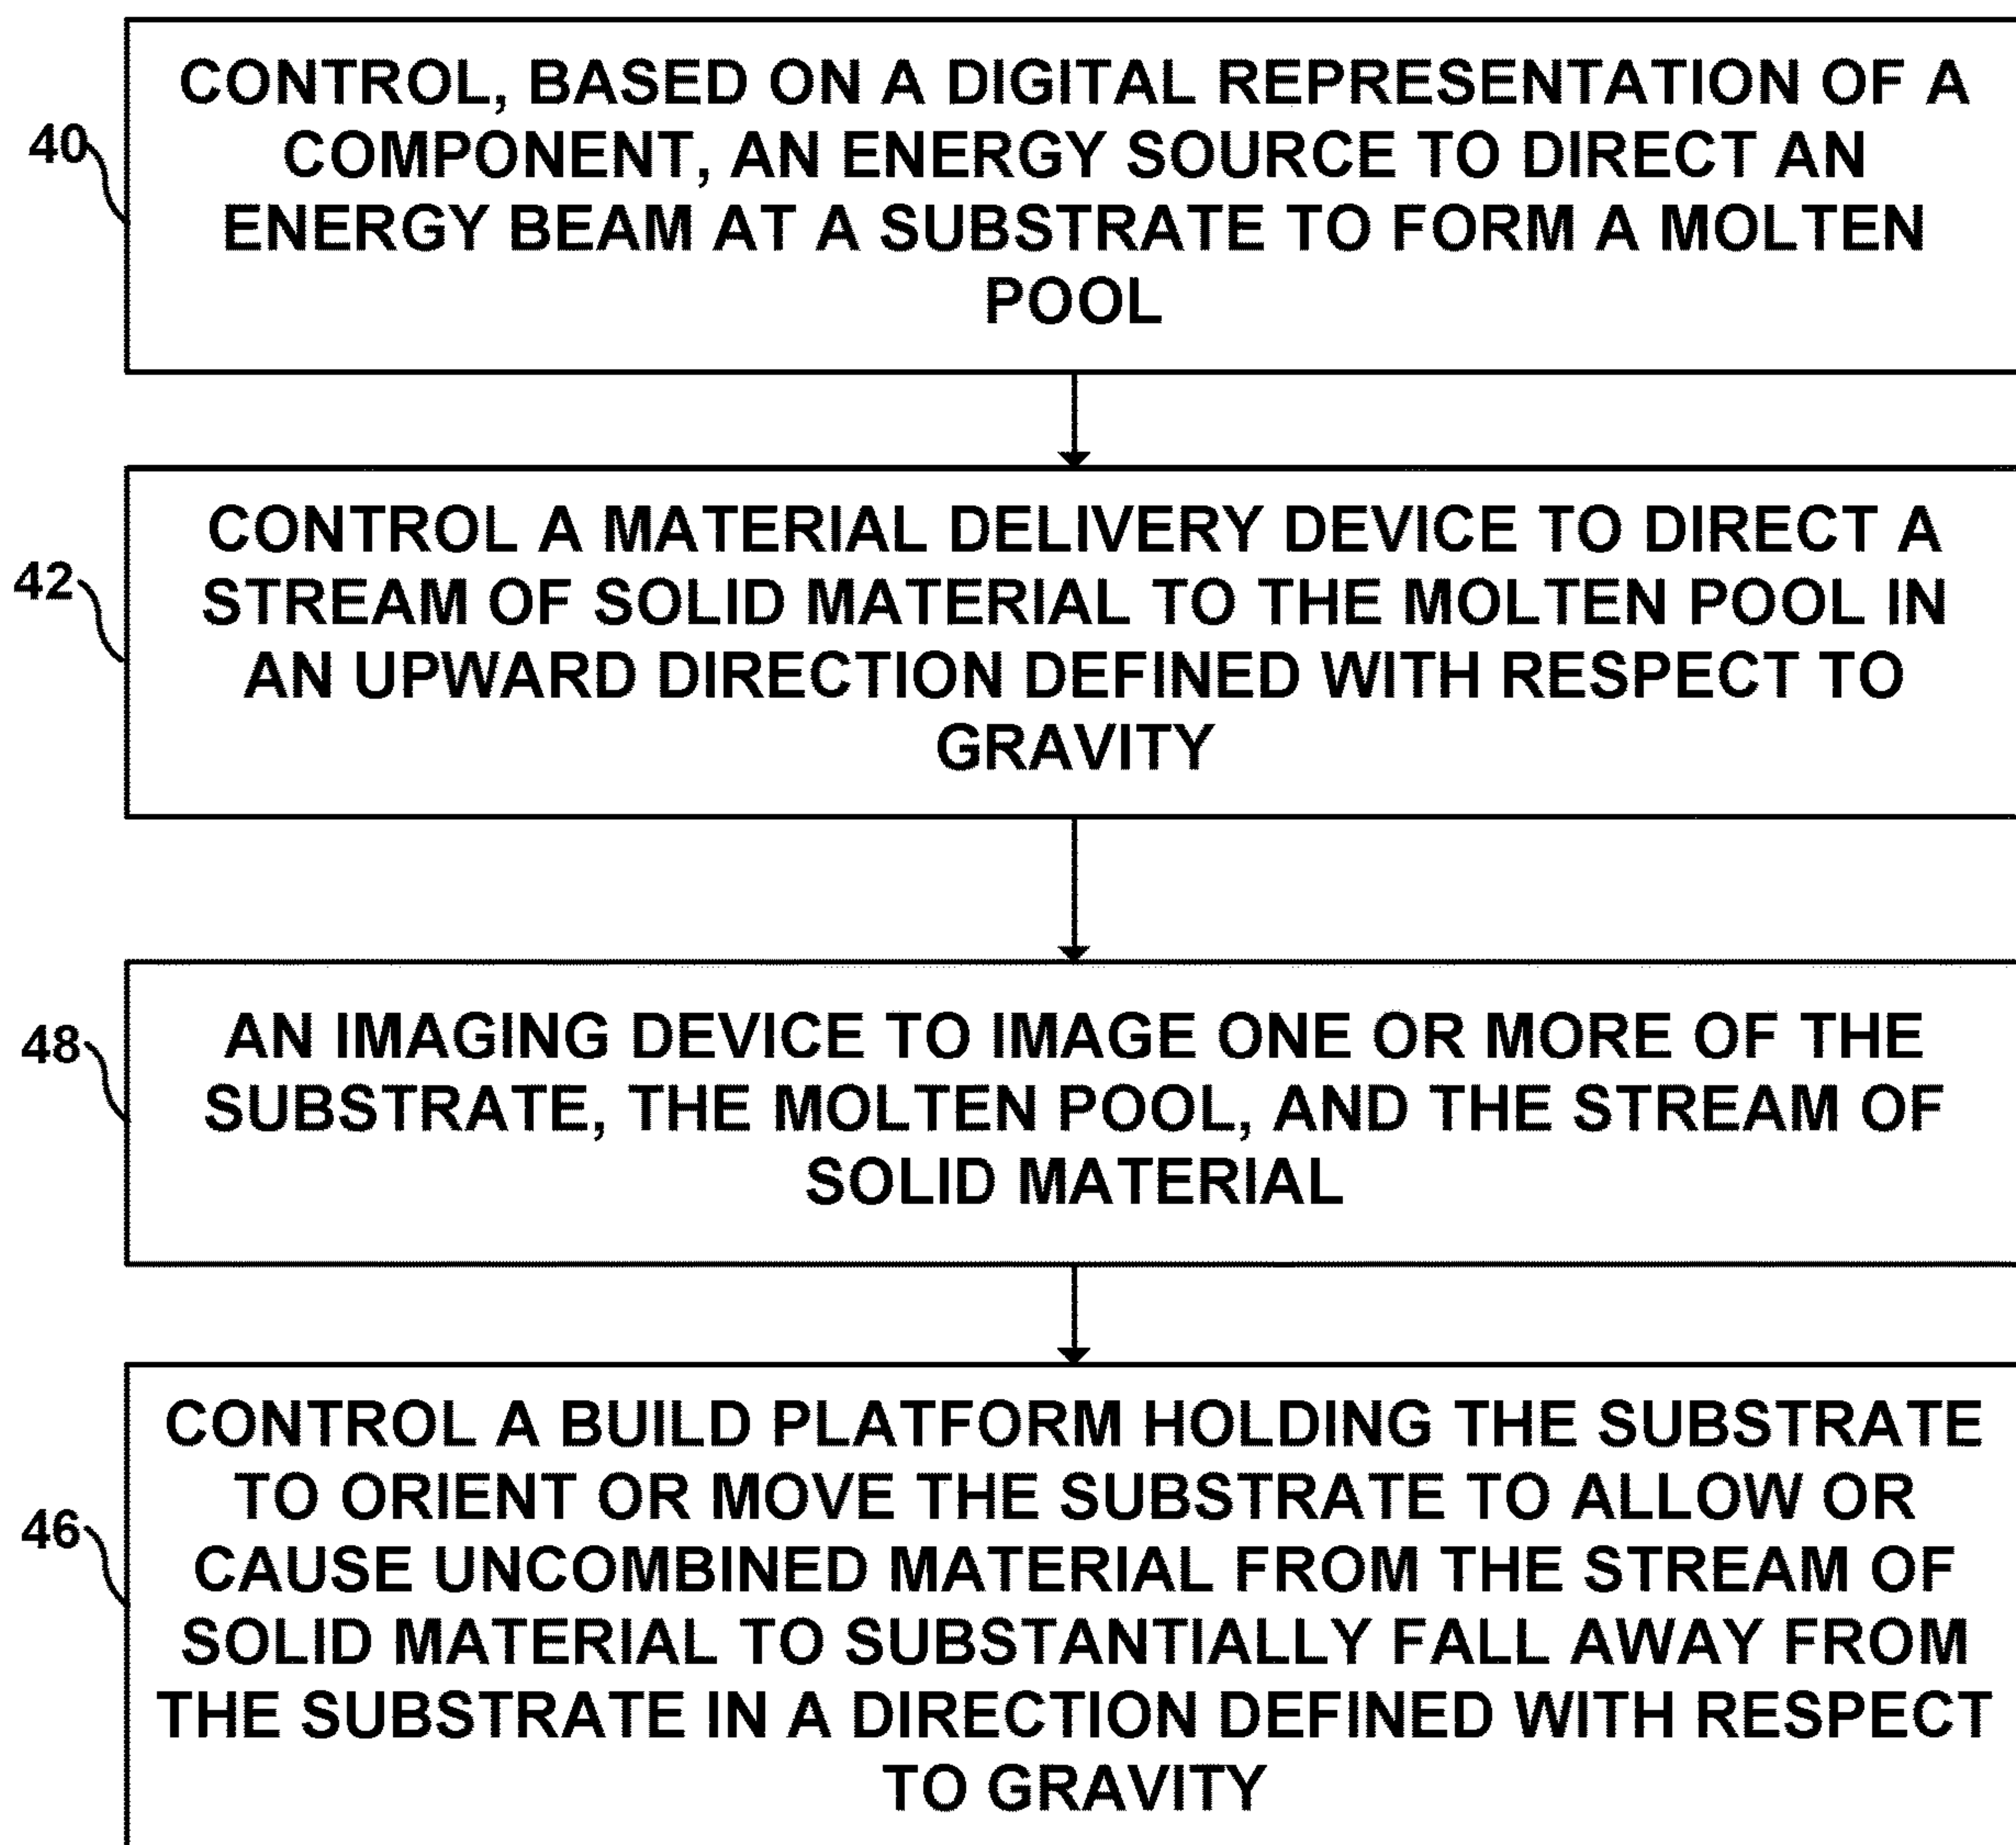 40
CONTROL, BASED ON A DIGITAL REPRESENTATION OF A
COMPONENT, AN ENERGY SOURCE TO DIRECT AN
ENERGY BEAM AT A SUBSTRATE TO FORM A MOLTEN
POOL
42
CONTROL A MATERIAL DELIVERY DEVICE TO DIRECT A
STREAM OF SOLID MATERIAL TO THE MOLTEN POOL IN
AN UPWARD DIRECTION DEFINED WITH RESPECT TO
GRAVITY
48
AN IMAGING DEVICE TO IMAGE ONE OR MORE OF THE
SUBSTRATE, THE MOLTEN POOL, AND THE STREAM OF
SOLID MATERIAL
46
CONTROL A BUILD PLATFORM HOLDING THE SUBSTRATE
TO ORIENT OR MOVE THE SUBSTRATE TO ALLOW OR
CAUSE UNCOMBINED MATERIAL FROM THE STREAM OF
SOLID MATERIAL TO SUBSTANTIALLY FALL AWAY FROM
THE SUBSTRATE IN A DIRECTION DEFINED WITH RESPECT
TO GRAVITY